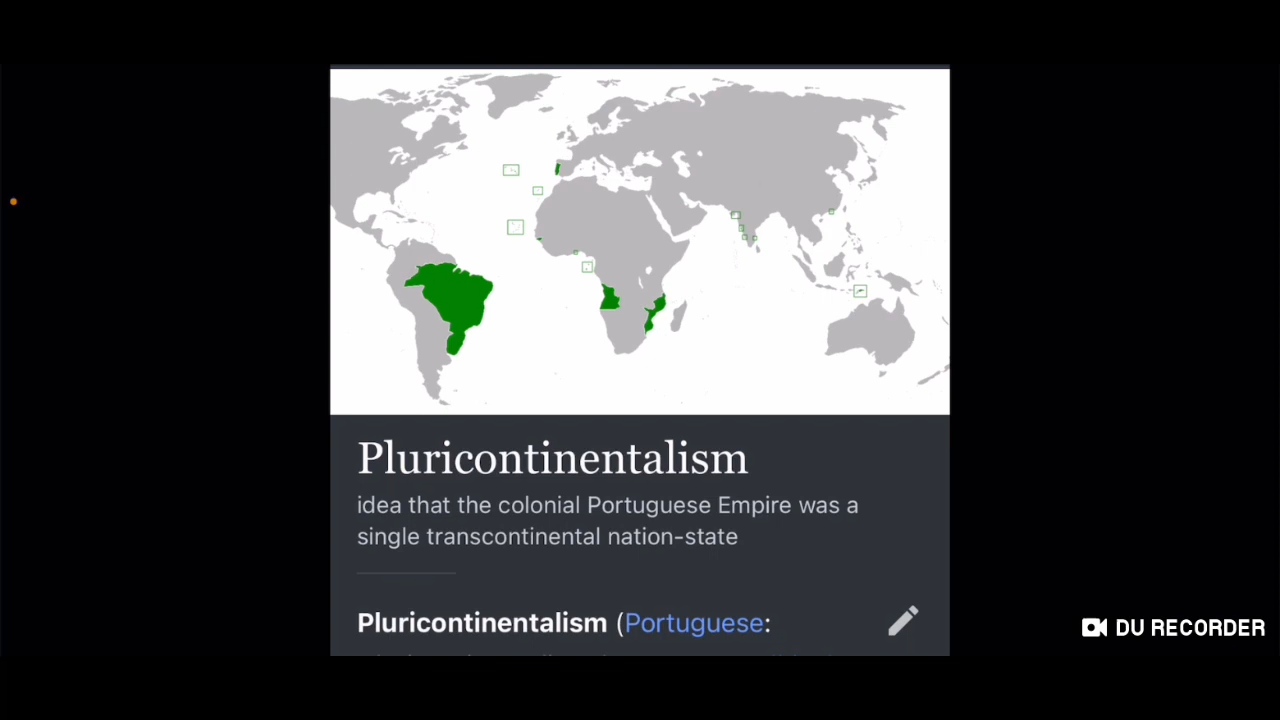 Pluricontinentalism
idea that the colonial Portuguese Empire was a
single transcontinental nation-state
Pluricontinentalism (Portuguese:
DU RECORDER